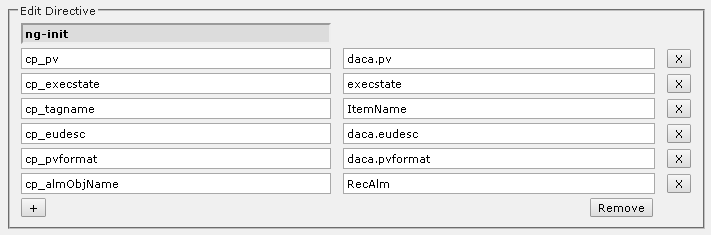 Edit Directive
ng-init
cp_pv daca.pv X
cp_execstate execstate X
cp_tagname ItemName X
cp_eudesc daca.eudesc X
cp_pvformat daca.pvformat X
cp_almObjName RecAlm X
+ Remove